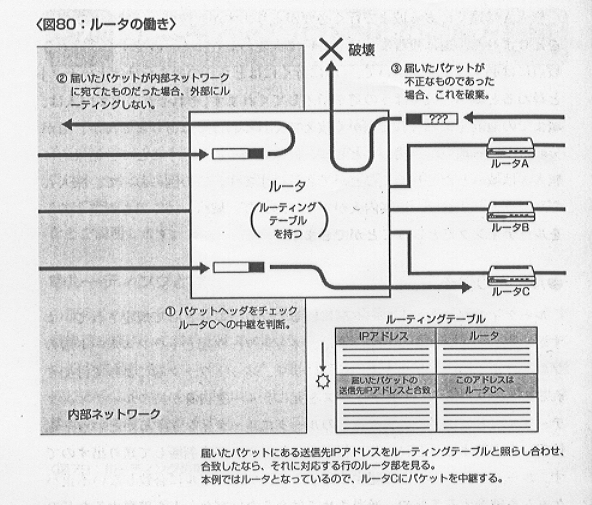 〈図80：ルータの働き〉
破壊
② 届いたパケットが内部ネットワーク
に宛てたものだった場合、外部にル
ーティングしない。
③ 届いたパケットが
不正なものであった
場合、これを破棄。
???
ルータA
ルータ
(ルーティング
テーブル
を持つ)
ルータB
ルータC
① パケットヘッダをチェック
ルータCへの中継を判断。
ルーティングテーブル
IPアドレス
ルータ
届いたパケットの
送信先IPアドレスと合致
このアドレスは
ルータCへ
内部ネットワーク
届いたパケットにある送信先IPアドレスをルーティングテーブルと照らし合わせ、
合致したなら、それに対応する行のルータ部を見る。
本例ではルータとなっているので、ルータCにパケットを中継する。